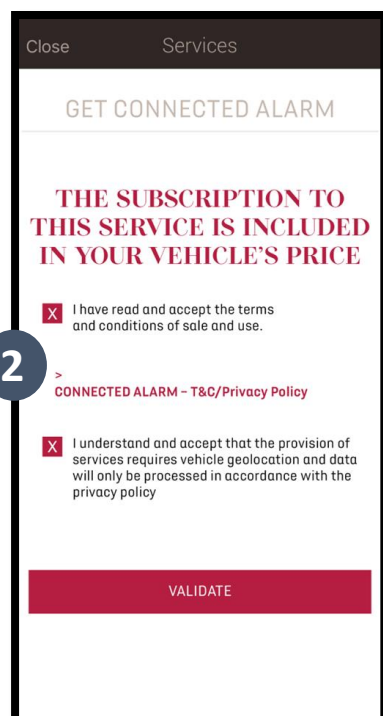 Close Services
GET CONNECTED ALARM
THE SUBSCRIPTION TO
THIS SERVICE IS INCLUDED
IN YOUR VEHICLE'S PRICE
X I have read and accept the terms
and conditions of sale and use.
2
>
CONNECTED ALARM – T&C/Privacy Policy
X I understand and accept that the provision of
services requires vehicle geolocation and data
will only be processed in accordance with the
privacy policy
VALIDATE